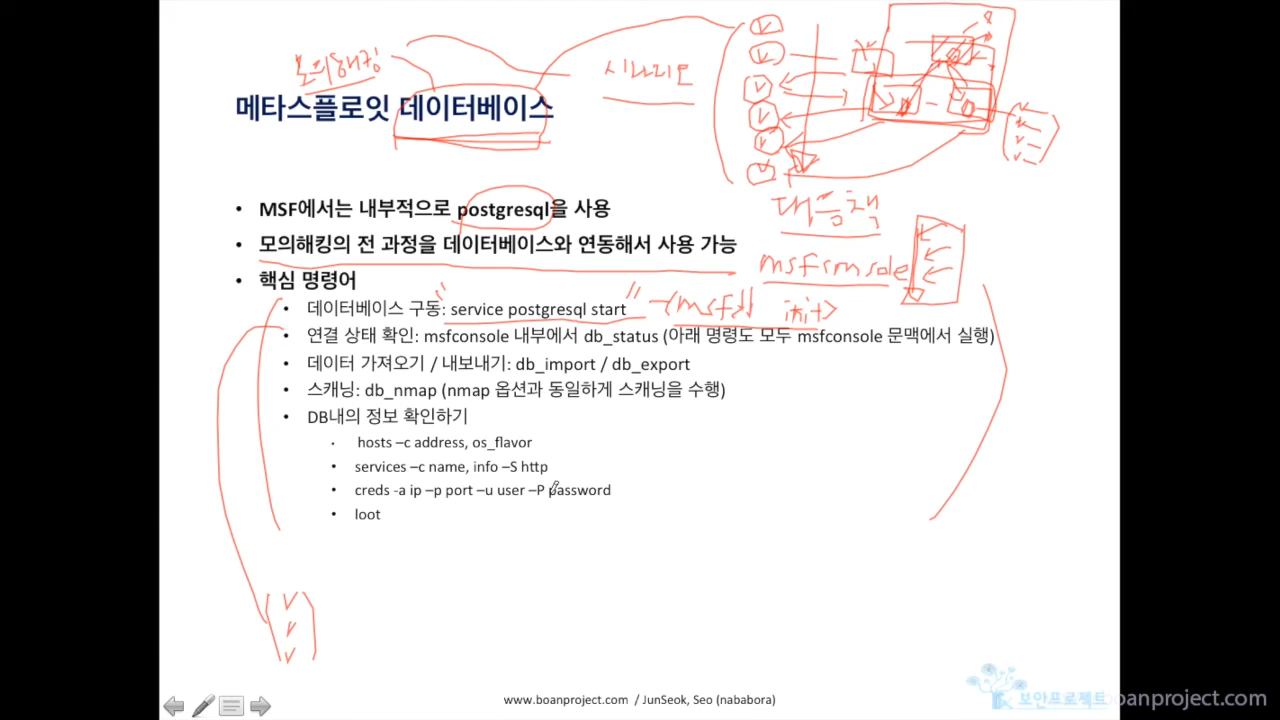 모의해킹
시나리오
메타스플로잇 데이터베이스
대응책
• MSF에서는 내부적으로 postgresql을 사용
• 모의해킹의 전 과정을 데이터베이스와 연동해서 사용 가능
msfconsole
• 핵심 명령어
• 데이터베이스 구동: service postgresql start
msfdb init
• 연결 상태 확인: msfconsole 내부에서 db_status (아래 명령도 모두 msfconsole 문맥에서 실행)
• 데이터 가져오기 / 내보내기: db_import / db_export
• 스캐닝: db_nmap (nmap 옵션과 동일하게 스캐닝을 수행)
• DB내의 정보 확인하기
• hosts –c address, os_flavor
• services –c name, info –S http
• creds -a ip –p port –u user –P password
• loot
www.boanproject.com / JunSeok, Seo (nababora)
보안프로젝트
boanproject.com